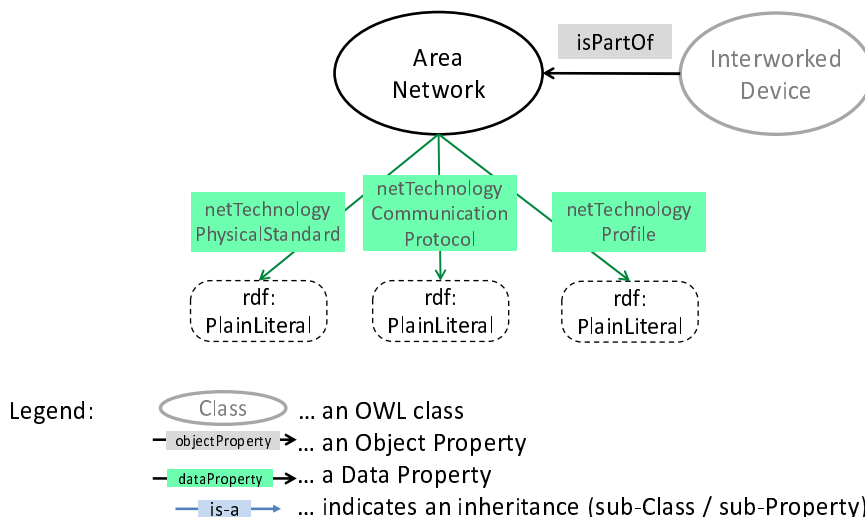 Area
Network
isPartOf
Interworked
Device
netTechnology
PhysicalStandard
netTechnology
Communication
Protocol
netTechnology
Profile
rdf:
PlainLiteral
rdf:
PlainLiteral
rdf:
PlainLiteral
Legend:
Class
... an OWL class
objectProperty
... an Object Property
dataProperty
... a Data Property
is-a
... indicates an inheritance (sub-Class / sub-Property)